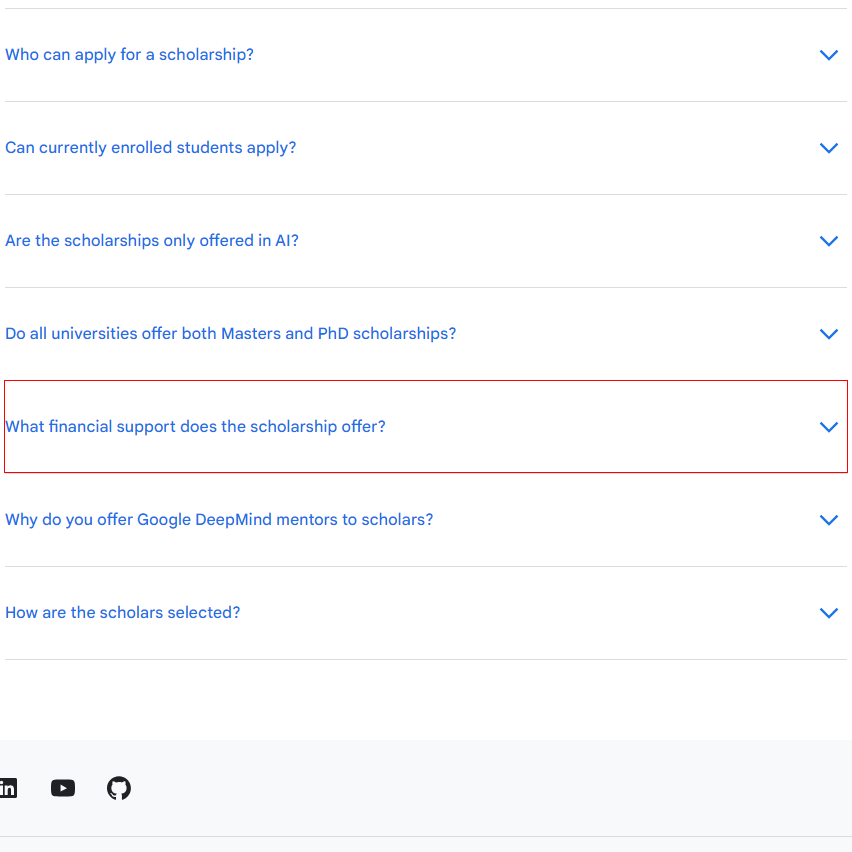 Who can apply for a scholarship?
Can currently enrolled students apply?
Are the scholarships only offered in AI?
Do all universities offer both Masters and PhD scholarships?
What financial support does the scholarship offer?
Why do you offer Google DeepMind mentors to scholars?
How are the scholars selected?
in